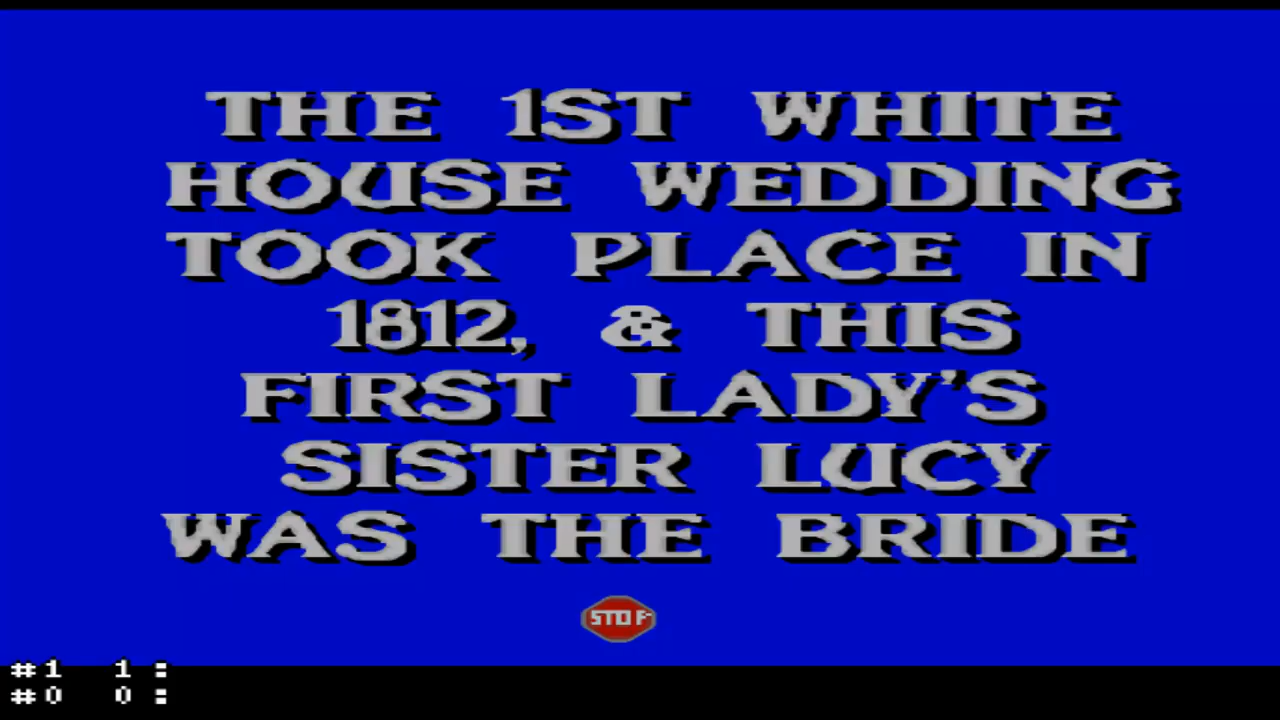 THE 1ST WHITE
HOUSE WEDDING
TOOK PLACE IN
1812, & THIS
FIRST LADY'S
SISTER LUCY
WAS THE BRIDE
STOP
#1 1 :
#0 0 :